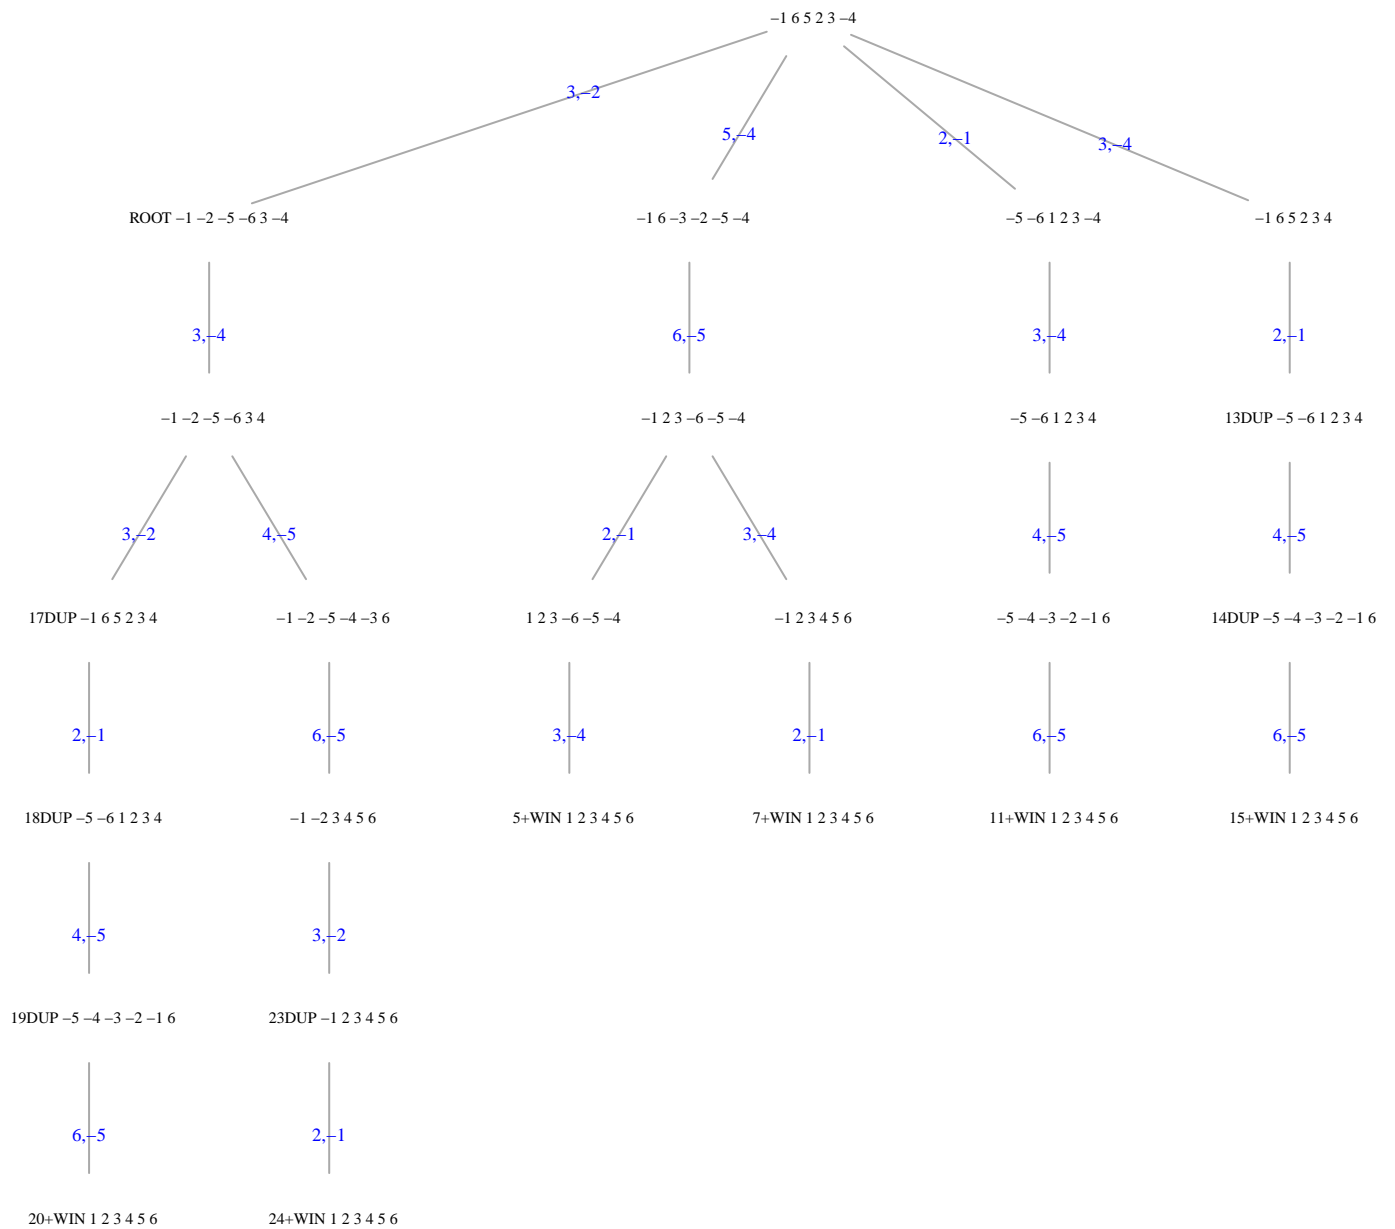 −1 6 5 2 3 −4
3,−2
5,−4
2,−1
3,−4
ROOT −1 −2 −5 −6 3 −4
−1 6 −3 −2 −5 −4
−5 −6 1 2 3 −4
−1 6 5 2 3 4
3,−4
6,−5
3,−4
2,−1
−1 −2 −5 −6 3 4
−1 2 3 −6 −5 −4
−5 −6 1 2 3 4
13DUP −5 −6 1 2 3 4
3,−2
4,−5
2,−1
3,−4
4,−5
4,−5
17DUP −1 6 5 2 3 4
−1 −2 −5 −4 −3 6
1 2 3 −6 −5 −4
−1 2 3 4 5 6
−5 −4 −3 −2 −1 6
14DUP −5 −4 −3 −2 −1 6
2,−1
6,−5
3,−4
2,−1
6,−5
6,−5
18DUP −5 −6 1 2 3 4
−1 −2 3 4 5 6
5+WIN 1 2 3 4 5 6
7+WIN 1 2 3 4 5 6
11+WIN 1 2 3 4 5 6
15+WIN 1 2 3 4 5 6
4,−5
3,−2
19DUP −5 −4 −3 −2 −1 6
23DUP −1 2 3 4 5 6
6,−5
2,−1
20+WIN 1 2 3 4 5 6
24+WIN 1 2 3 4 5 6